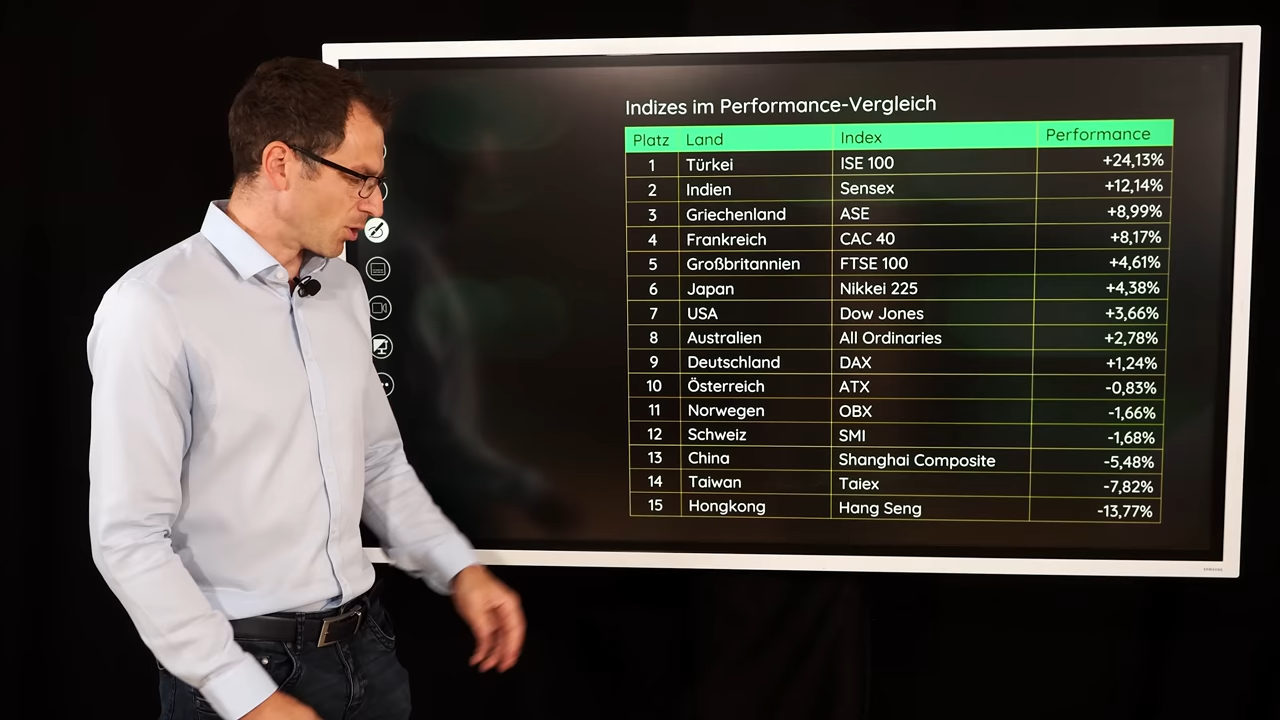 Indizes im Performance-Vergleich
Platz Land Index Performance
1 Türkei ISE 100 +24,13%
2 Indien Sensex +12,14%
3 Griechenland ASE +8,99%
4 Frankreich CAC 40 +8,17%
5 Großbritannien FTSE 100 +4,61%
6 Japan Nikkei 225 +4,38%
7 USA Dow Jones +3,66%
8 Australien All Ordinaries +2,78%
9 Deutschland DAX +1,24%
10 Österreich ATX -0,83%
11 Norwegen OBX -1,66%
12 Schweiz SMI -1,68%
13 China Shanghai Composite -5,48%
14 Taiwan Taiex -7,82%
15 Hongkong Hang Seng -13,77%
SAMSUNG